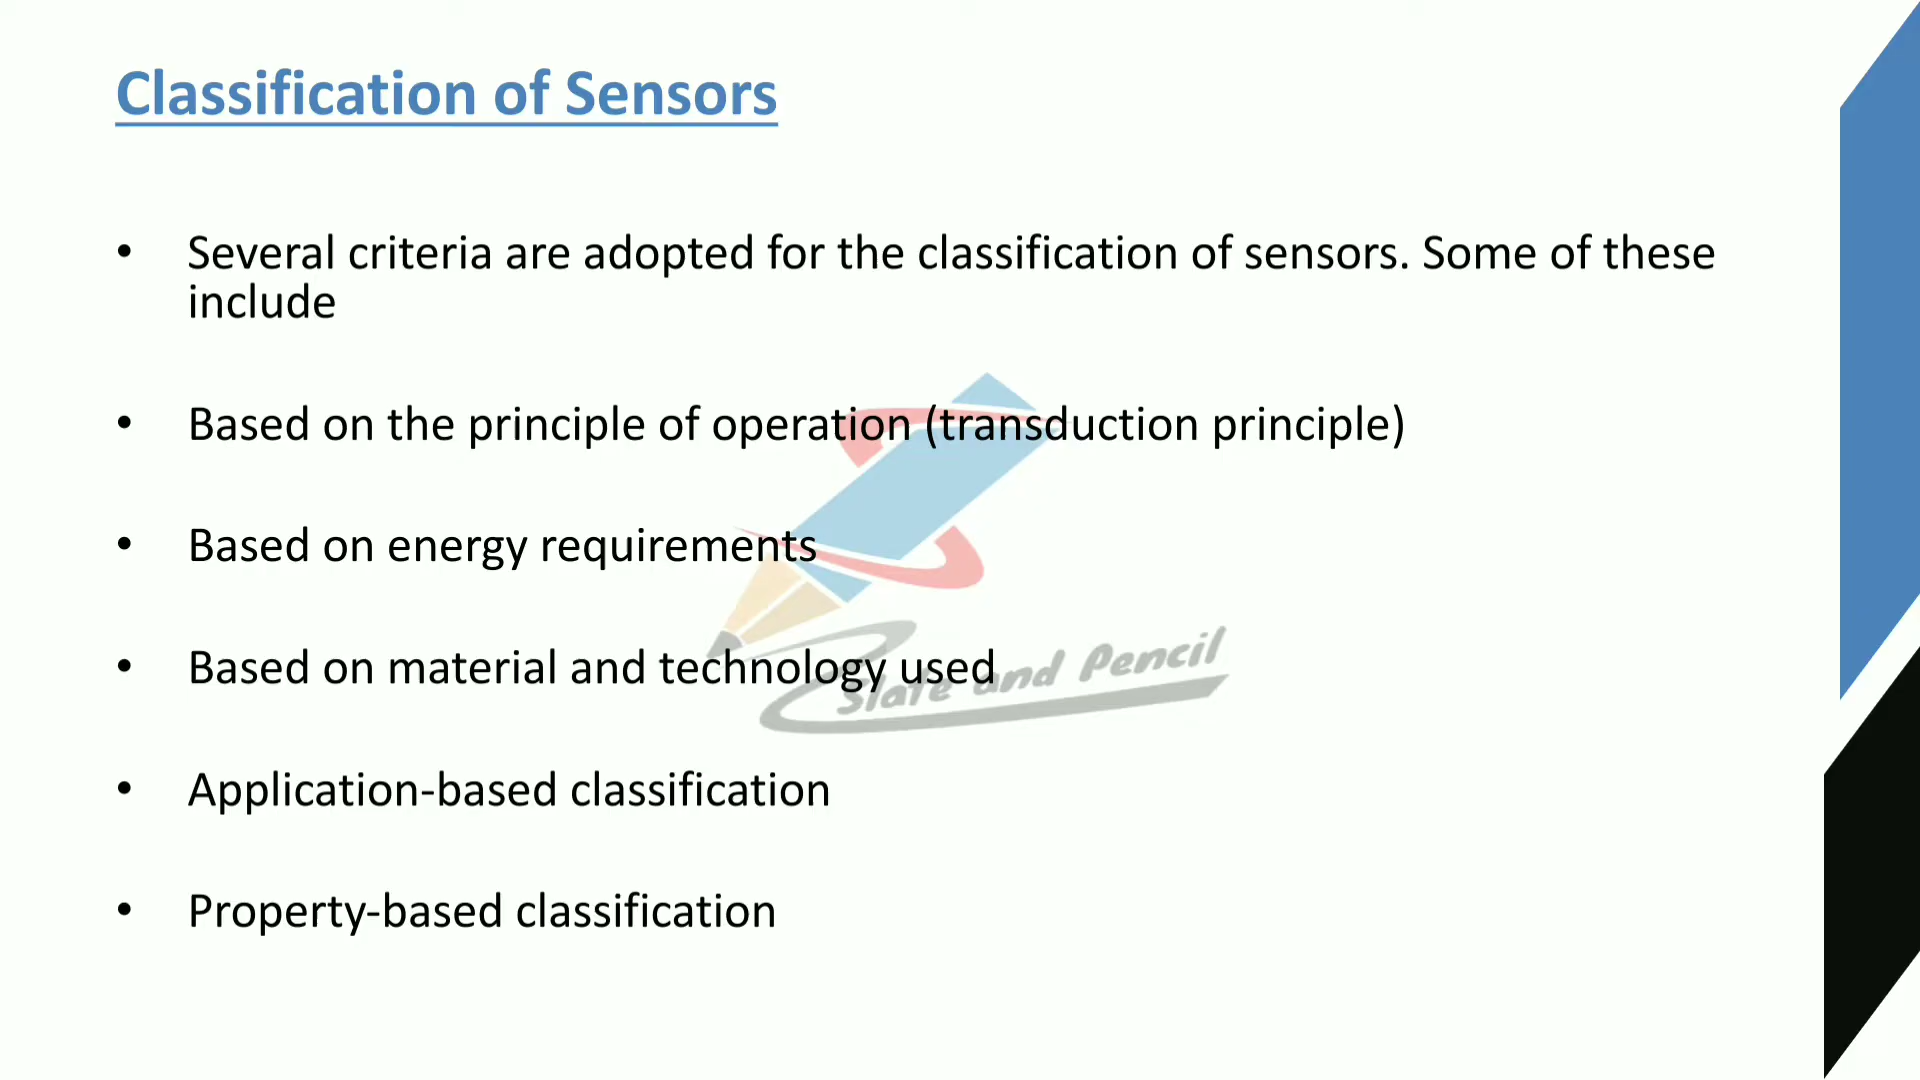 Classification of Sensors
• Several criteria are adopted for the classification of sensors. Some of these
include
• Based on the principle of operation (transduction principle)
• Based on energy requirements
• Based on material and technology used
Slate and Pencil
• Application-based classification
• Property-based classification